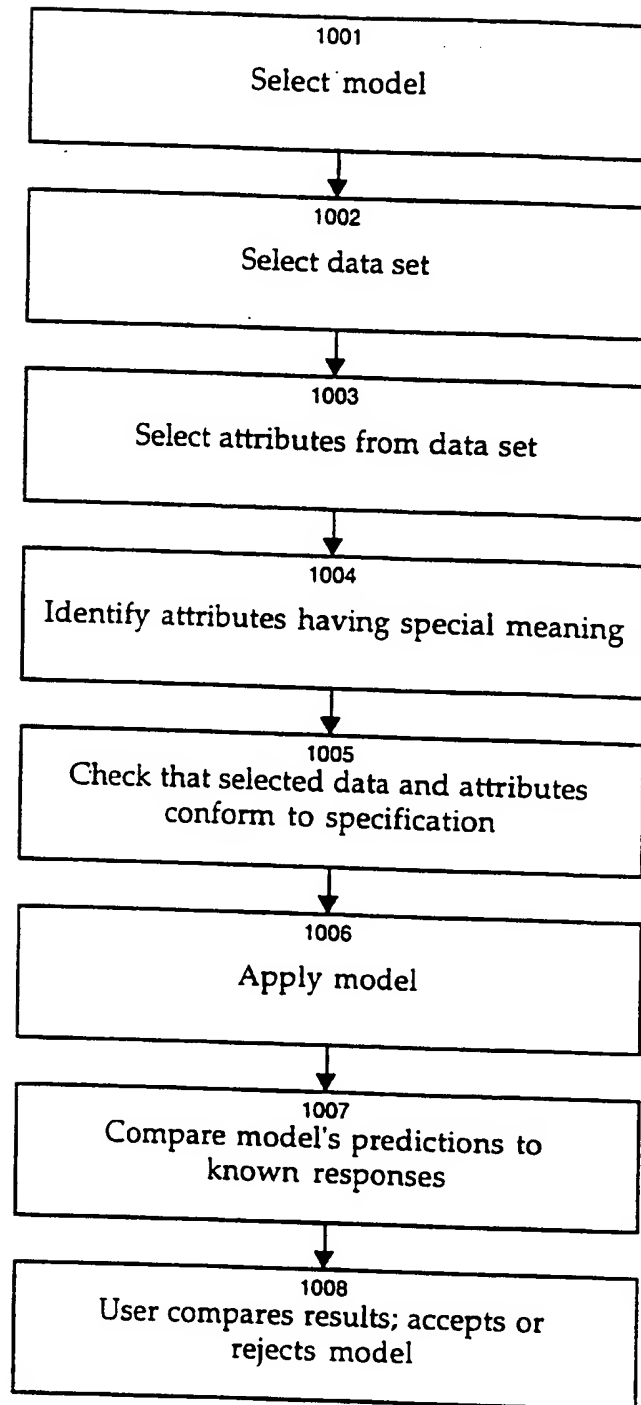 1001
Select model
1002
Select data set
1003
Select attributes from data set
1004
Identify attributes having special meaning
1005
Check that selected data and attributes
conform to specification
1006
Apply model
1007
Compare model's predictions to
known responses
1008
User compares results; accepts or
rejects model